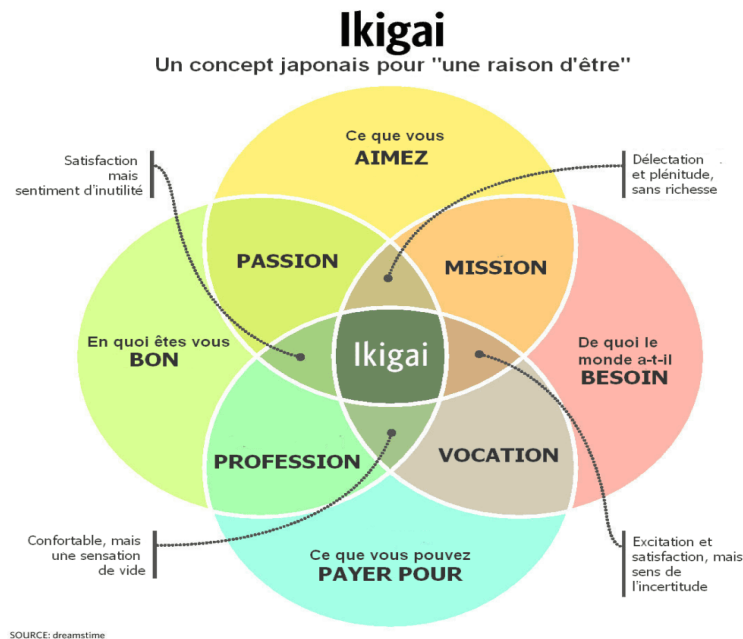 Ikigai
Un concept japonais pour "une raison d'être"
Ce que vous
AIMEZ
Satisfaction
mais
sentiment d'inutilité
Délectation
et plénitude,
sans richesse
PASSION
MISSION
En quoi êtes vous
BON
Ikigai
De quoi le
monde a-t-il
BESOIN
PROFESSION
VOCATION
Confortable, mais
une sensation
de vide
Ce que vous pouvez
PAYER POUR
Excitation et
satisfaction, mais
sens de
l'incertitude
SOURCE: dreamstime